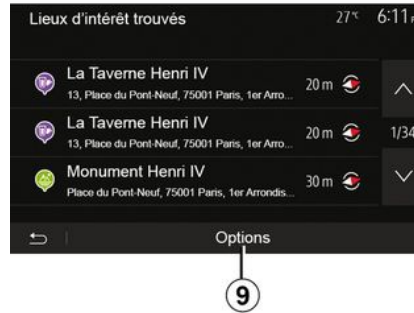 Lieux d'intérêt trouvés 27°C 6:11
La Taverne Henri IV 20 m
13, Place du Pont-Neuf, 75001 Paris, 1er Arro...
La Taverne Henri IV 20 m
13, Place du Pont-Neuf, 75001 Paris, 1er Arro...
1/34
Monument Henri IV 30 m
Place du Pont-Neuf, 75001 Paris, 1er Arrondis...
Options
9